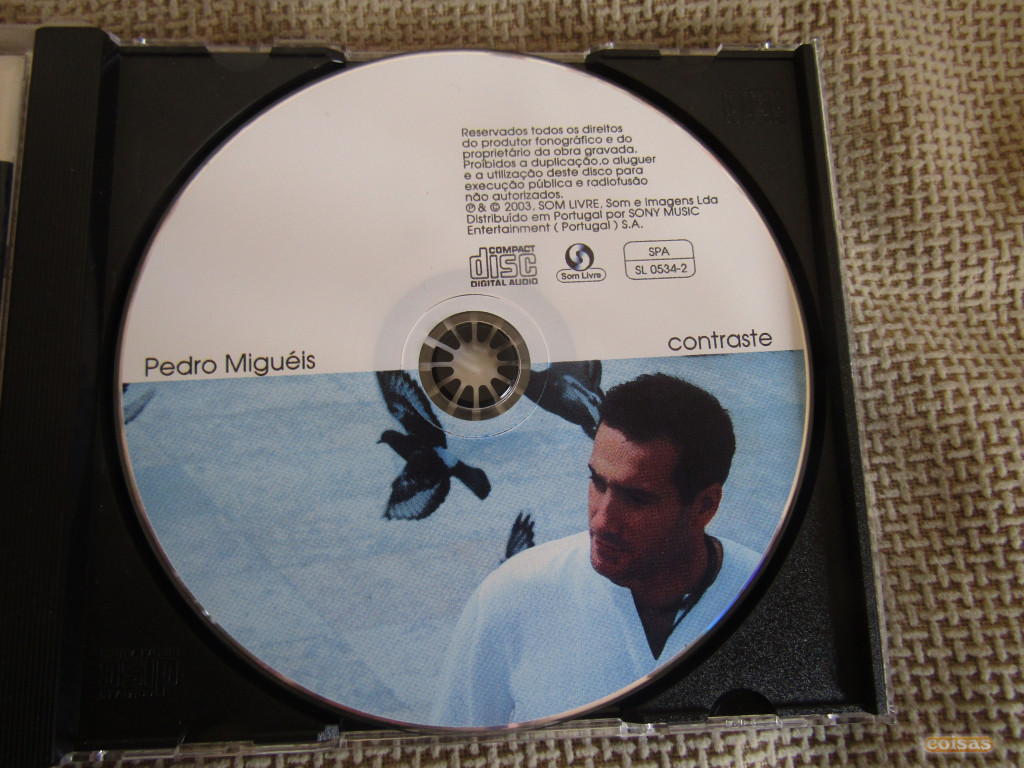 Reservados todos os direitos
do produtor fonográfico e do
proprietário da obra gravada.
Proibidos a duplicação,o aluguer
e a utilização deste disco para
execução pública e radiofusão
não autorizados.
℗ & © 2003, SOM LIVRE, Som e Imagens Lda
Distribuído em Portugal por SONY MUSIC
Entertainment ( Portugal ) S.A.
COMPACT
disc
DIGITAL AUDIO
Som Livre
SPA
SL 0534-2
Pedro Miguéis
contraste
coisas